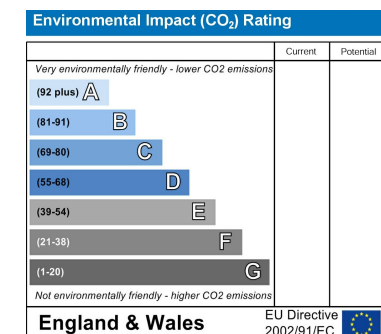 Environmental Impact (CO₂) Rating
Current Potential
Very environmentally friendly - lower CO2 emissions
(92 plus) A
(81-91) B
(69-80) C
(55-68) D
(39-54) E
(21-38) F
(1-20) G
Not environmentally friendly - higher CO2 emissions
England & Wales
EU Directive
2002/91/EC